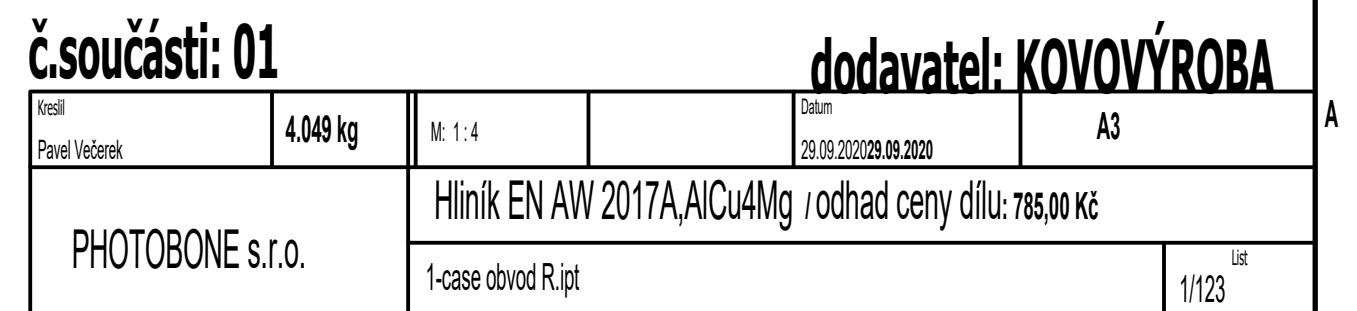 č.součásti: 01
dodavatel: KOVOVÝROBA
Kreslil
Pavel Večerek
4.049 kg
M: 1 : 4
Datum
29.09.202029.09.2020
A3
A
PHOTOBONE s.r.o.
Hliník EN AW 2017A,AlCu4Mg / odhad ceny dílu: 785,00 Kč
1-case obvod R.ipt
List
1/123